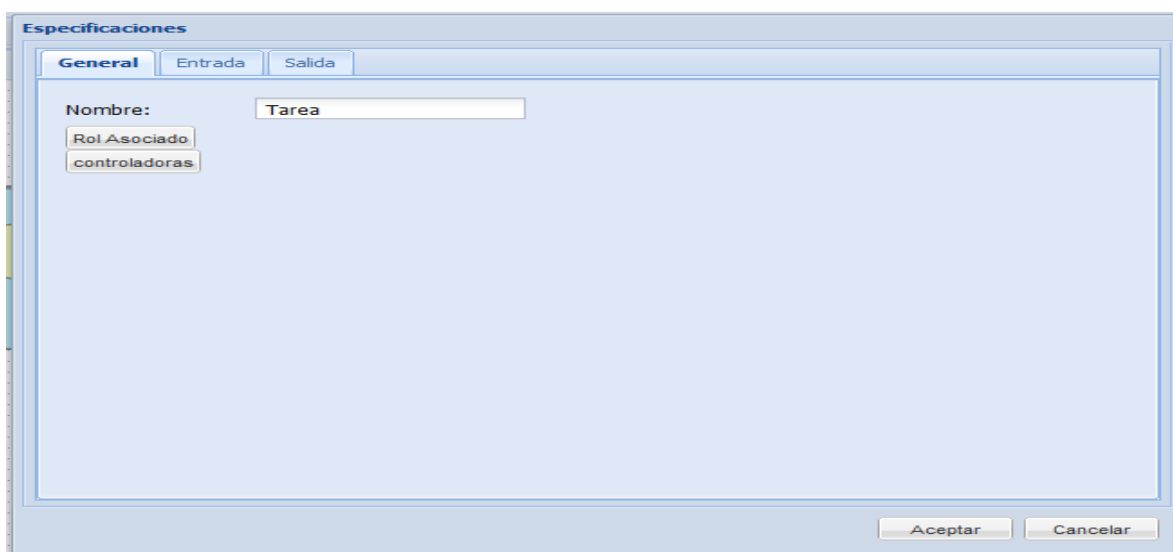 Especificaciones
General Entrada Salida
Nombre: Tarea
Rol Asociado
controladoras
Aceptar Cancelar